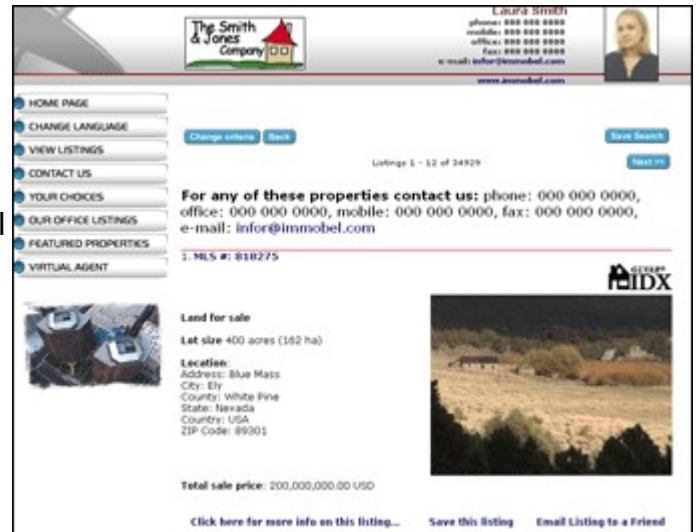 The Smith
& Jones
Company
Laura Smith
phone: 000 000 0000
mobile: 000 000 0000
office: 000 000 0000
fax: 000 000 0000
e-mail: infor@immobel.com
www.immobel.com
HOME PAGE
CHANGE LANGUAGE
VIEW LISTINGS
CONTACT US
YOUR CHOICES
OUR OFFICE LISTINGS
FEATURED PROPERTIES
VIRTUAL AGENT
Change criteria Back Save Search
Listings 1 - 12 of 34929 Next >>
For any of these properties contact us: phone: 000 000 0000,
office: 000 000 0000, mobile: 000 000 0000, fax: 000 000 0000,
e-mail: infor@immobel.com
1. MLS #: 818275
IDX
Land for sale
Lot size 400 acres (162 ha)
Location:
Address: Blue Mass
City: Ely
County: White Pine
State: Nevada
Country: USA
ZIP Code: 89301
Total sale price: 200,000,000.00 USD
Click here for more info on this listing... Save this listing Email Listing to a Friend